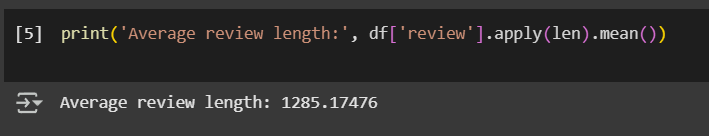 [5] print('Average review length:', df['review'].apply(len).mean())
Average review length: 1285.17476